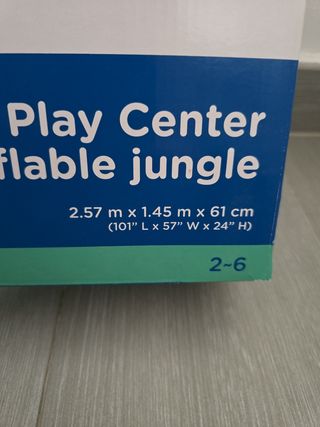 Play Center
flable jungle
2.57 m x 1.45 m x 61 cm
(101" L x 57" W x 24" H)
2~6